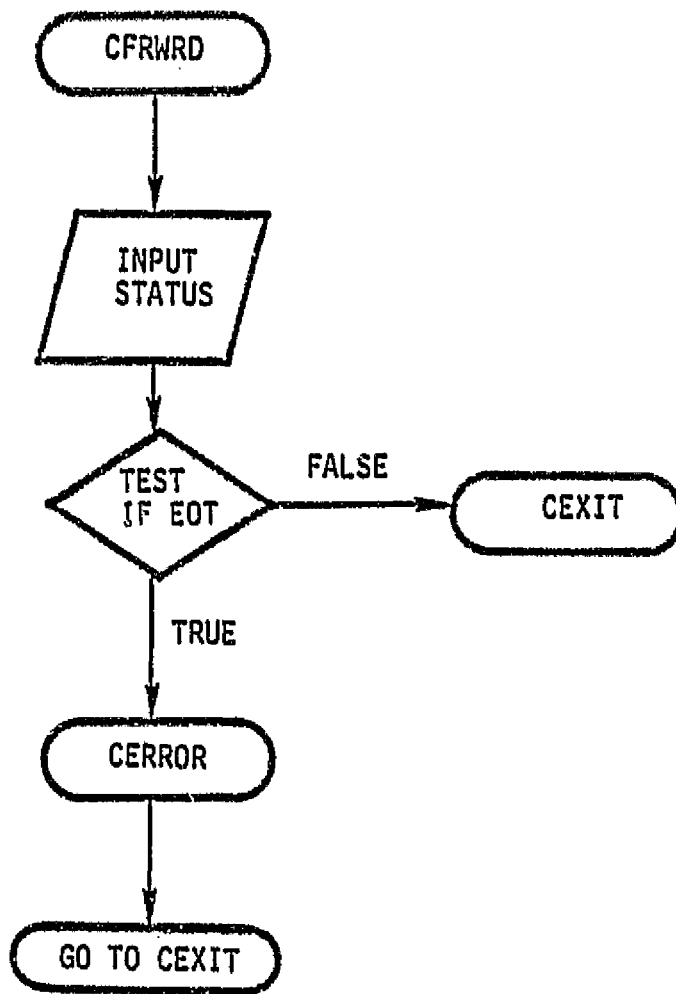 CFRWRD
INPUT
STATUS
TEST
IF EOT
FALSE
CEXIT
TRUE
CERROR
GO TO CEXIT